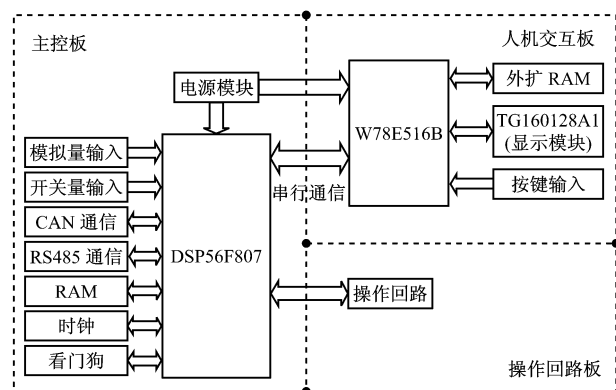 主控板
人机交互板
电源模块
外扩 RAM
W78E516B
TG160128A1
(显示模块)
按键输入
模拟量输入
开关量输入
CAN 通信
RS485 通信
RAM
时钟
看门狗
DSP56F807
串行通信
操作回路
操作回路板